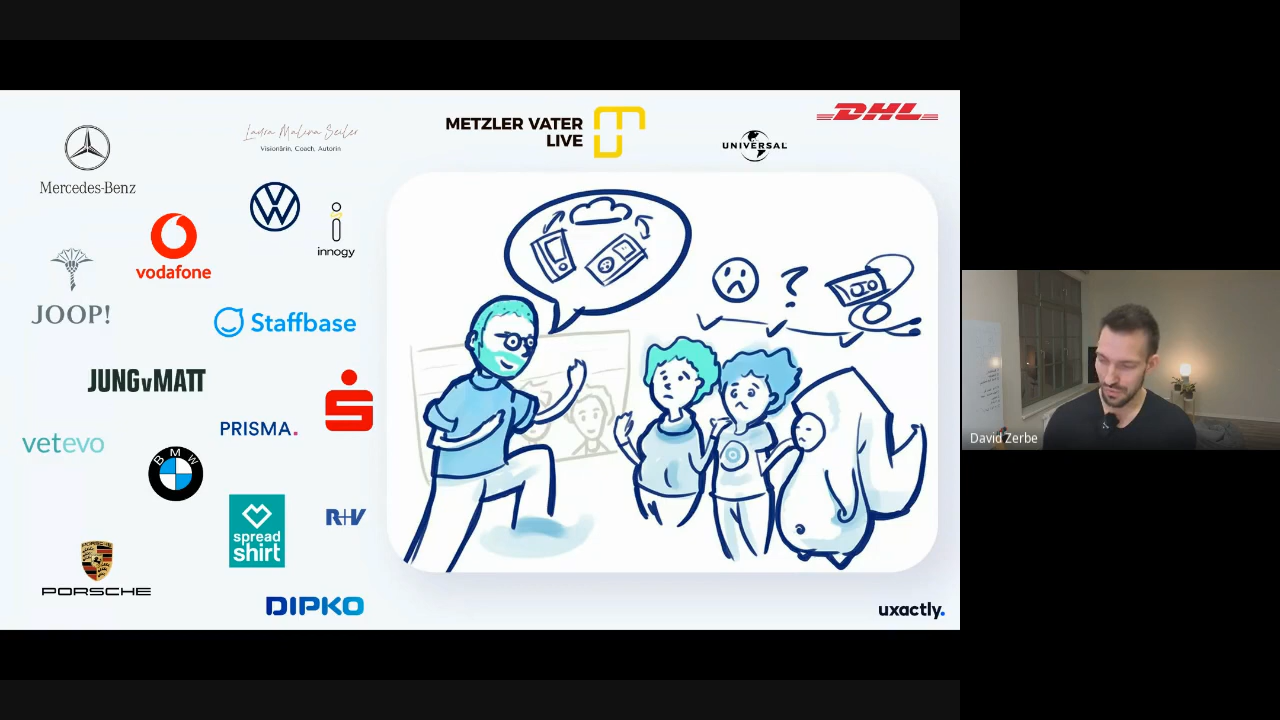 Mercedes-Benz
Laura Malina Seiler
Visionärin, Coach, Autorin
METZLER VATER
LIVE
UNIVERSAL
DHL
vodafone
innogy
JOOP!
Staffbase
JUNGvMATT
PRISMA.
vetevo
BMW
spread
shirt
R+V
PORSCHE
DIPKO
?
uxactly.
David Zerbe